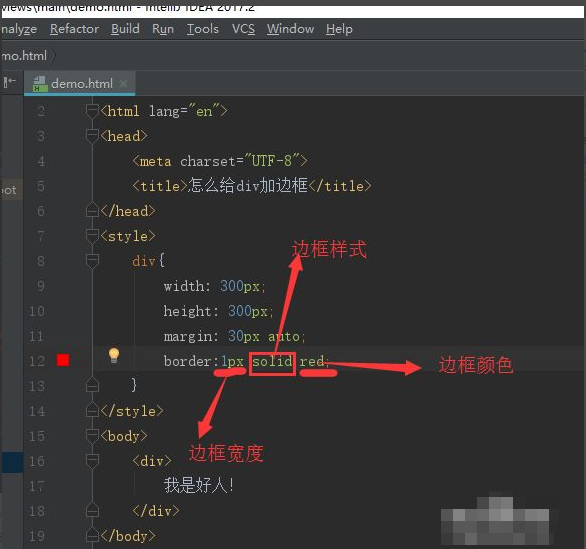 views\main\demo.html - IntelliJ IDEA 2017.2
nalyze Refactor Build Run Tools VCS Window Help
mo.html
demo.html
2 <html lang="en">
3 <head>
4 <meta charset="UTF-8">
5 <title>怎么给div加边框</title>
oot
6 </head>
7 <style>
边框样式
8 div{
9 width: 300px;
10 height: 300px;
11 margin: 30px auto;
12 border:1px solid red;
边框颜色
13 }
14 </style>
15 <body>
边框宽度
16 <div>
17 我是好人!
18 </div>
19 </body>